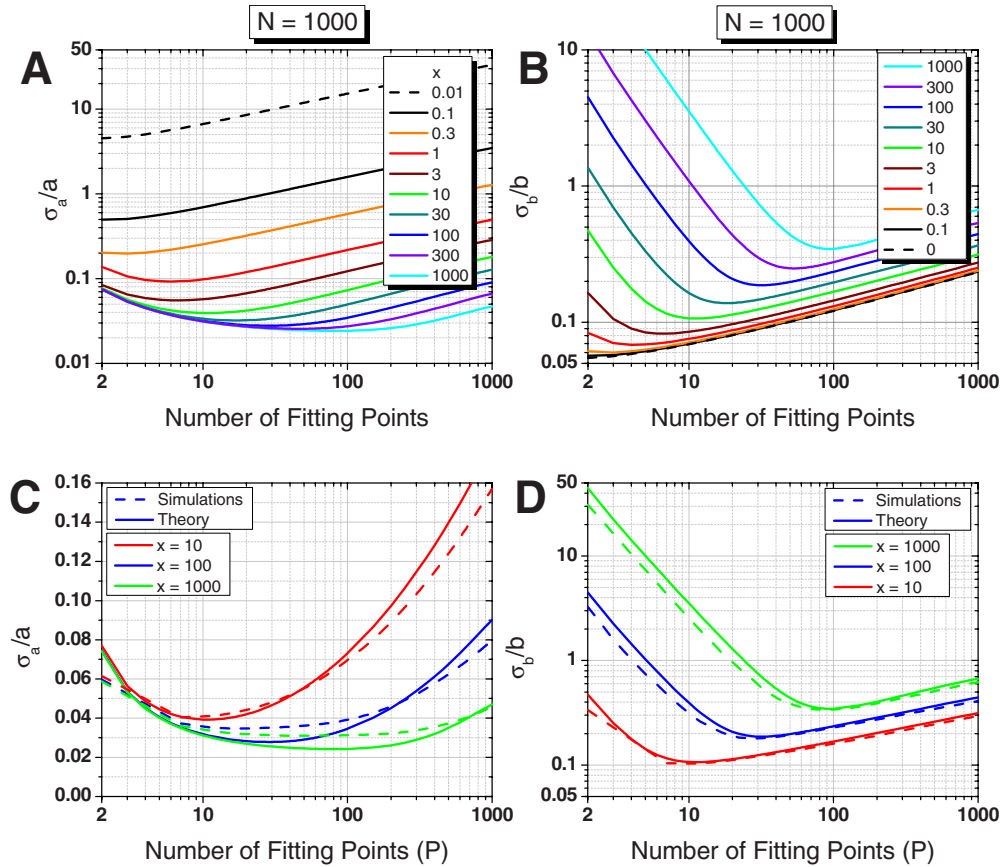 N = 1000
N = 1000
A
50
10
1
0.1
0.01
σa/a
2
10
100
1000
Number of Fitting Points
x
0.01
0.1
0.3
1
3
10
30
100
300
1000
B
10
1
0.1
0.05
σb/b
2
10
100
1000
Number of Fitting Points
1000
300
100
30
10
3
1
0.3
0.1
0
C
0.16
0.14
0.12
0.10
0.08
0.06
0.04
0.02
0.00
σa/a
2
10
100
1000
Number of Fitting Points (P)
Simulations
Theory
x = 10
x = 100
x = 1000
D
50
10
1
0.1
0.05
σb/b
2
10
100
1000
Number of Fitting Points (P)
Simulations
Theory
x = 1000
x = 100
x = 10